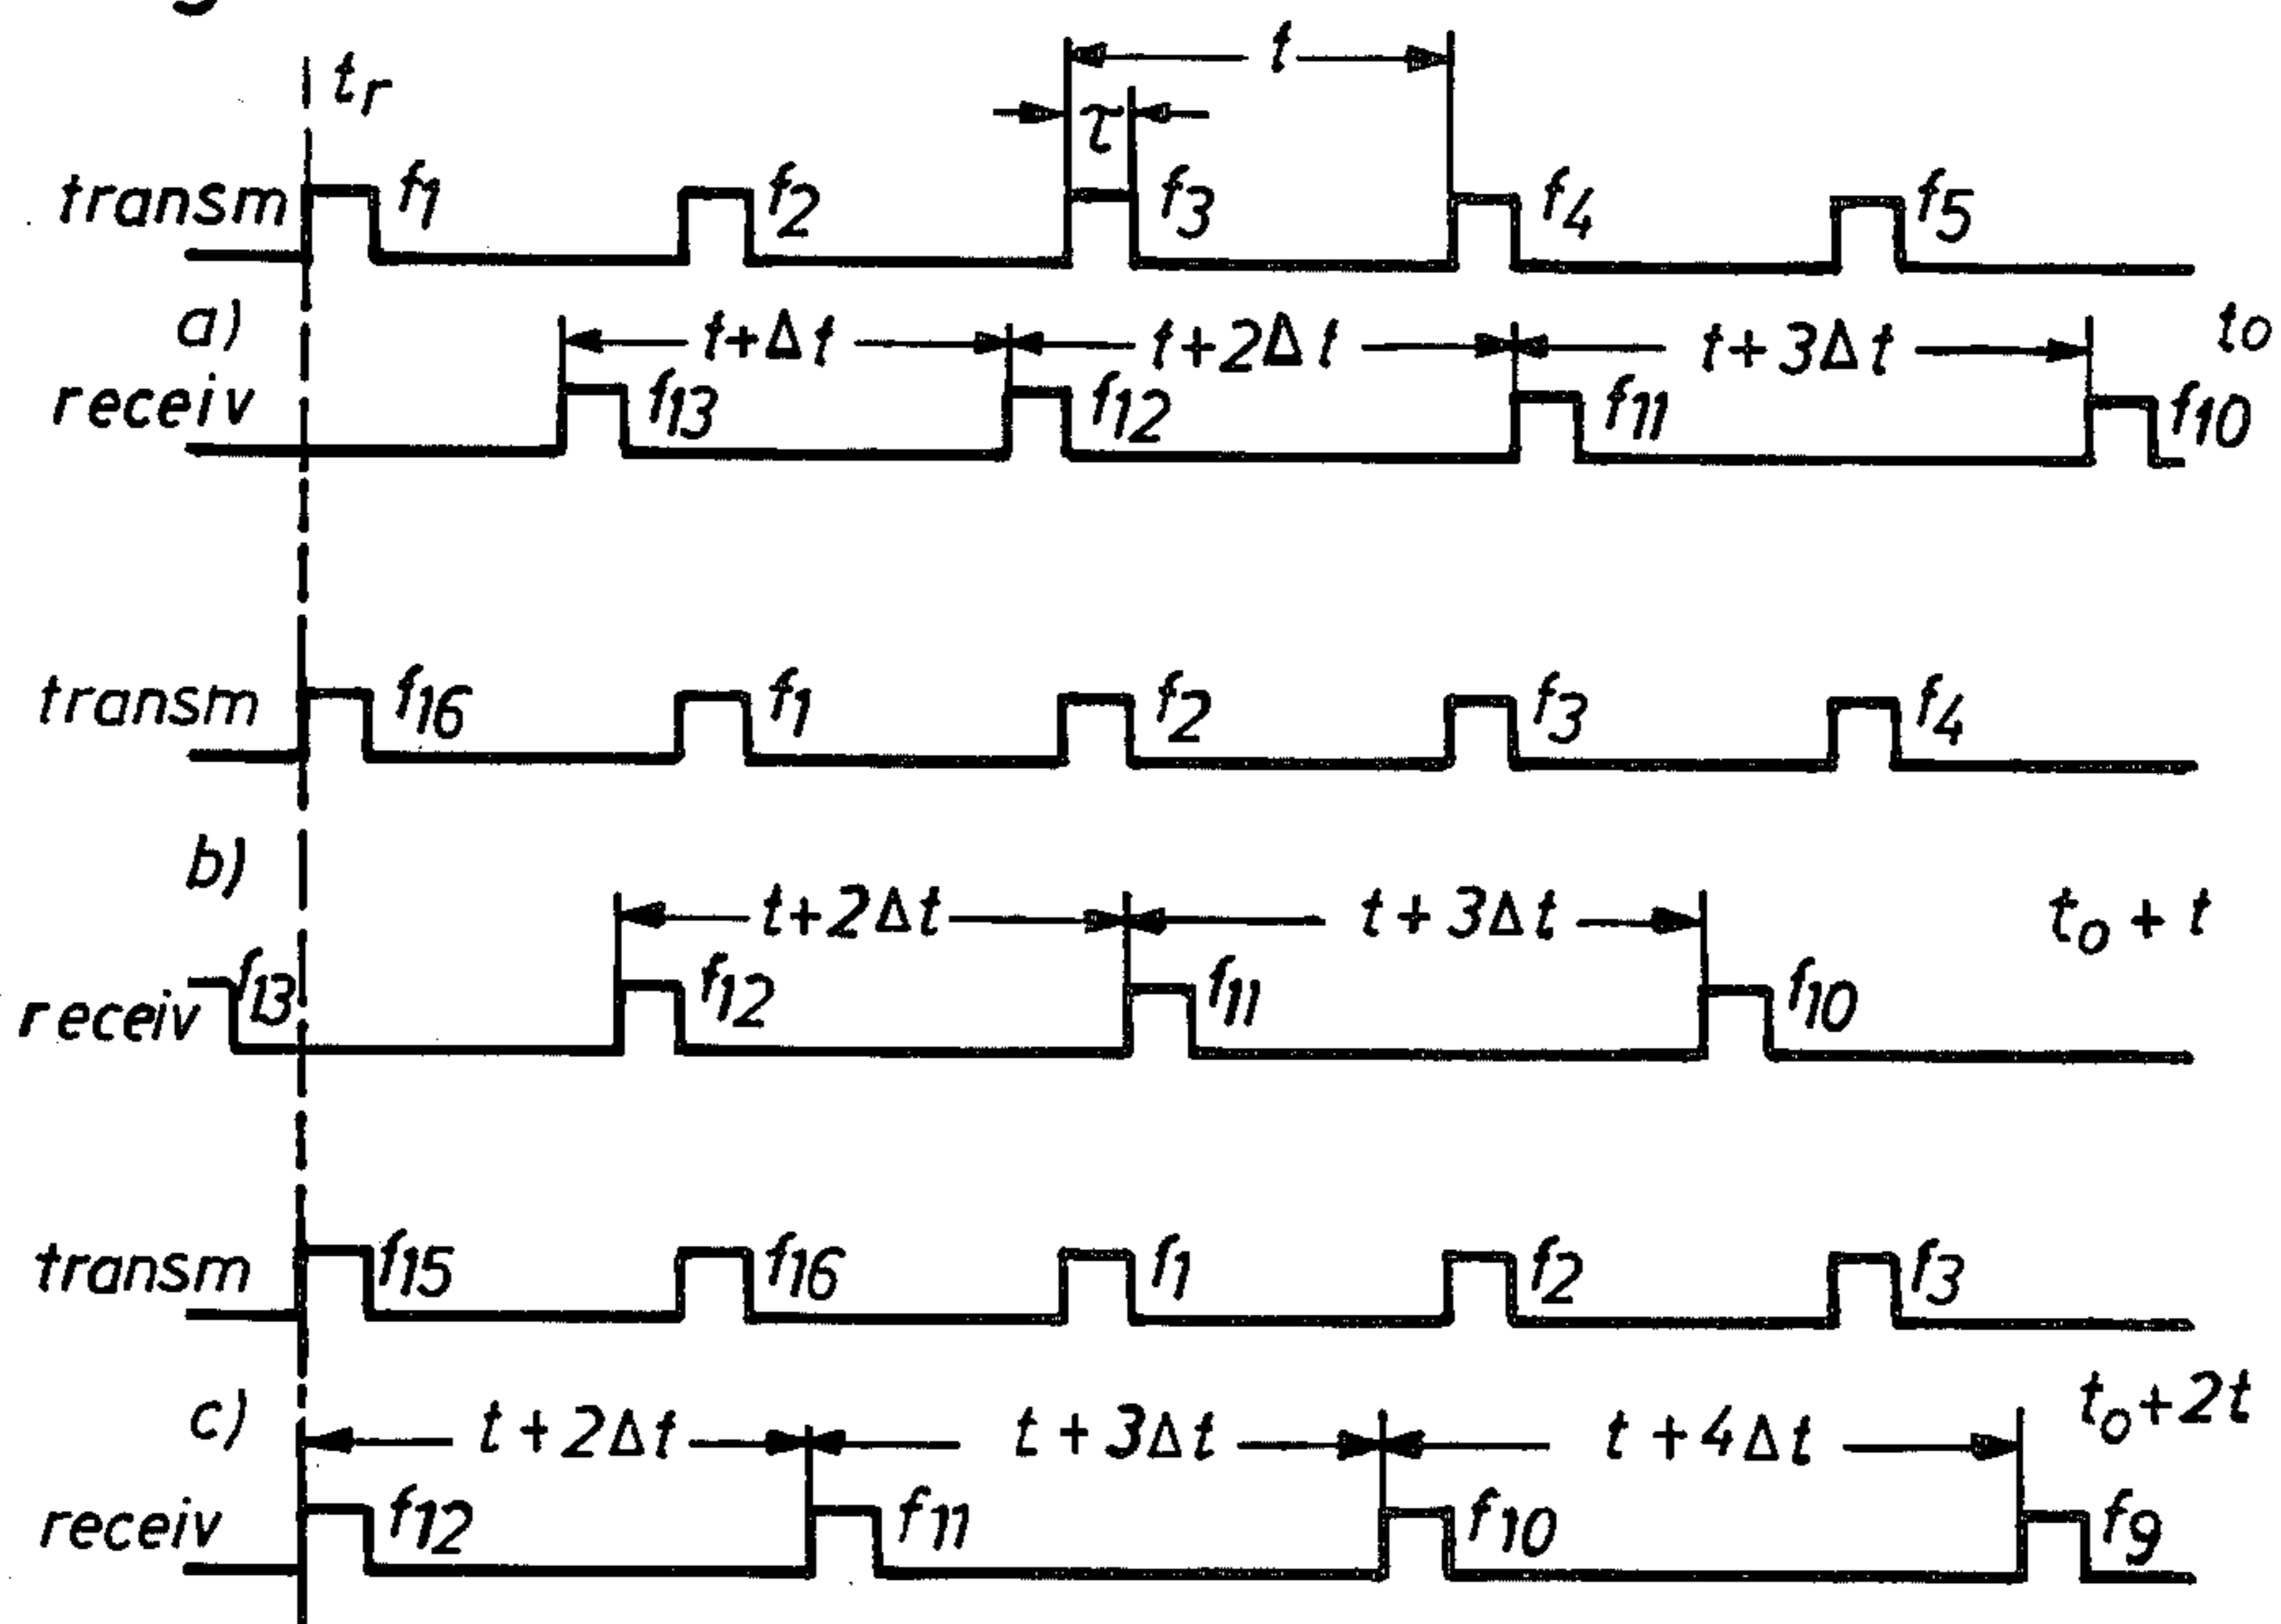 t_r
t
τ
transm f1 f2 f3 f4 f5
a) t+Δt t+2Δt t+3Δt to
receiv f13 f12 f11 f10
transm f16 f1 f2 f3 f4
b) t+2Δt t+3Δt to + t
receiv f13 f12 f11 f10
transm f15 f16 f1 f2 f3
c) t+2Δt t+3Δt t+4Δt to+2t
receiv f12 f11 f10 f9